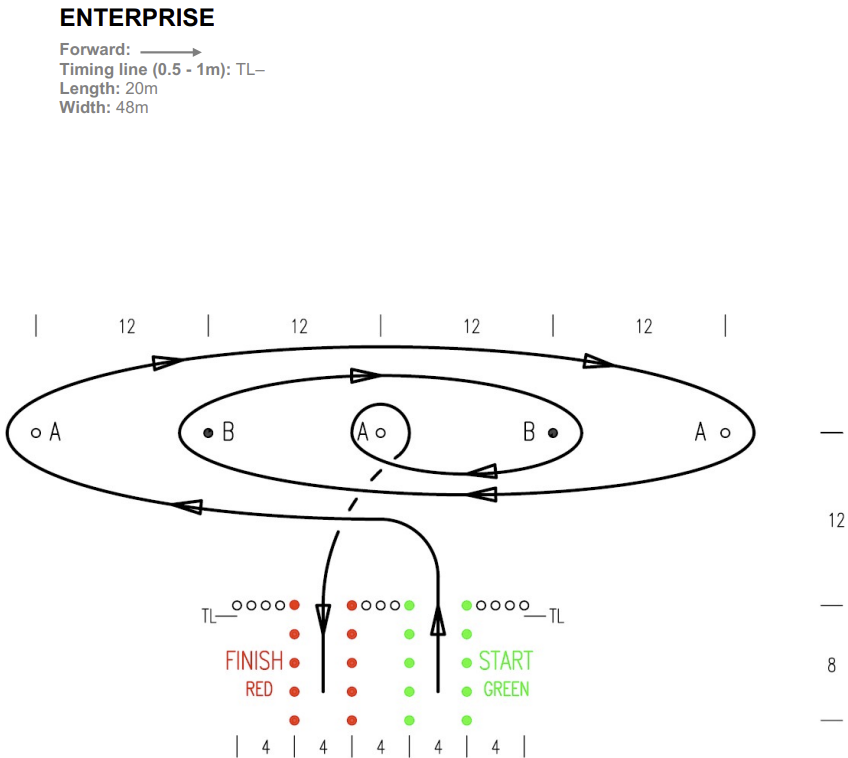 ENTERPRISE
Forward:
Timing line (0.5 - 1m): TL–
Length: 20m
Width: 48m
12 12 12 12
A B A B A
12
TL TL
FINISH START 8
RED GREEN
4 4 4 4 4